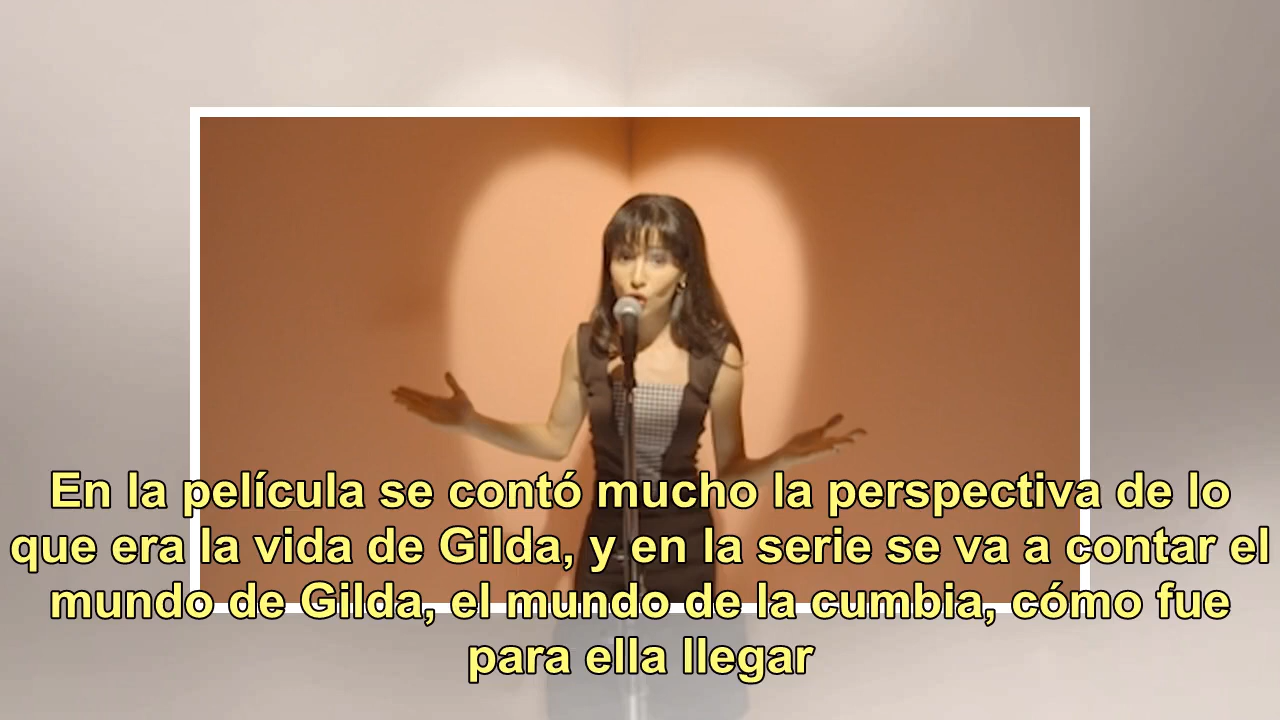 En la película se contó mucho la perspectiva de lo
que era la vida de Gilda, y en la serie se va a contar el
mundo de Gilda, el mundo de la cumbia, cómo fue
para ella llegar